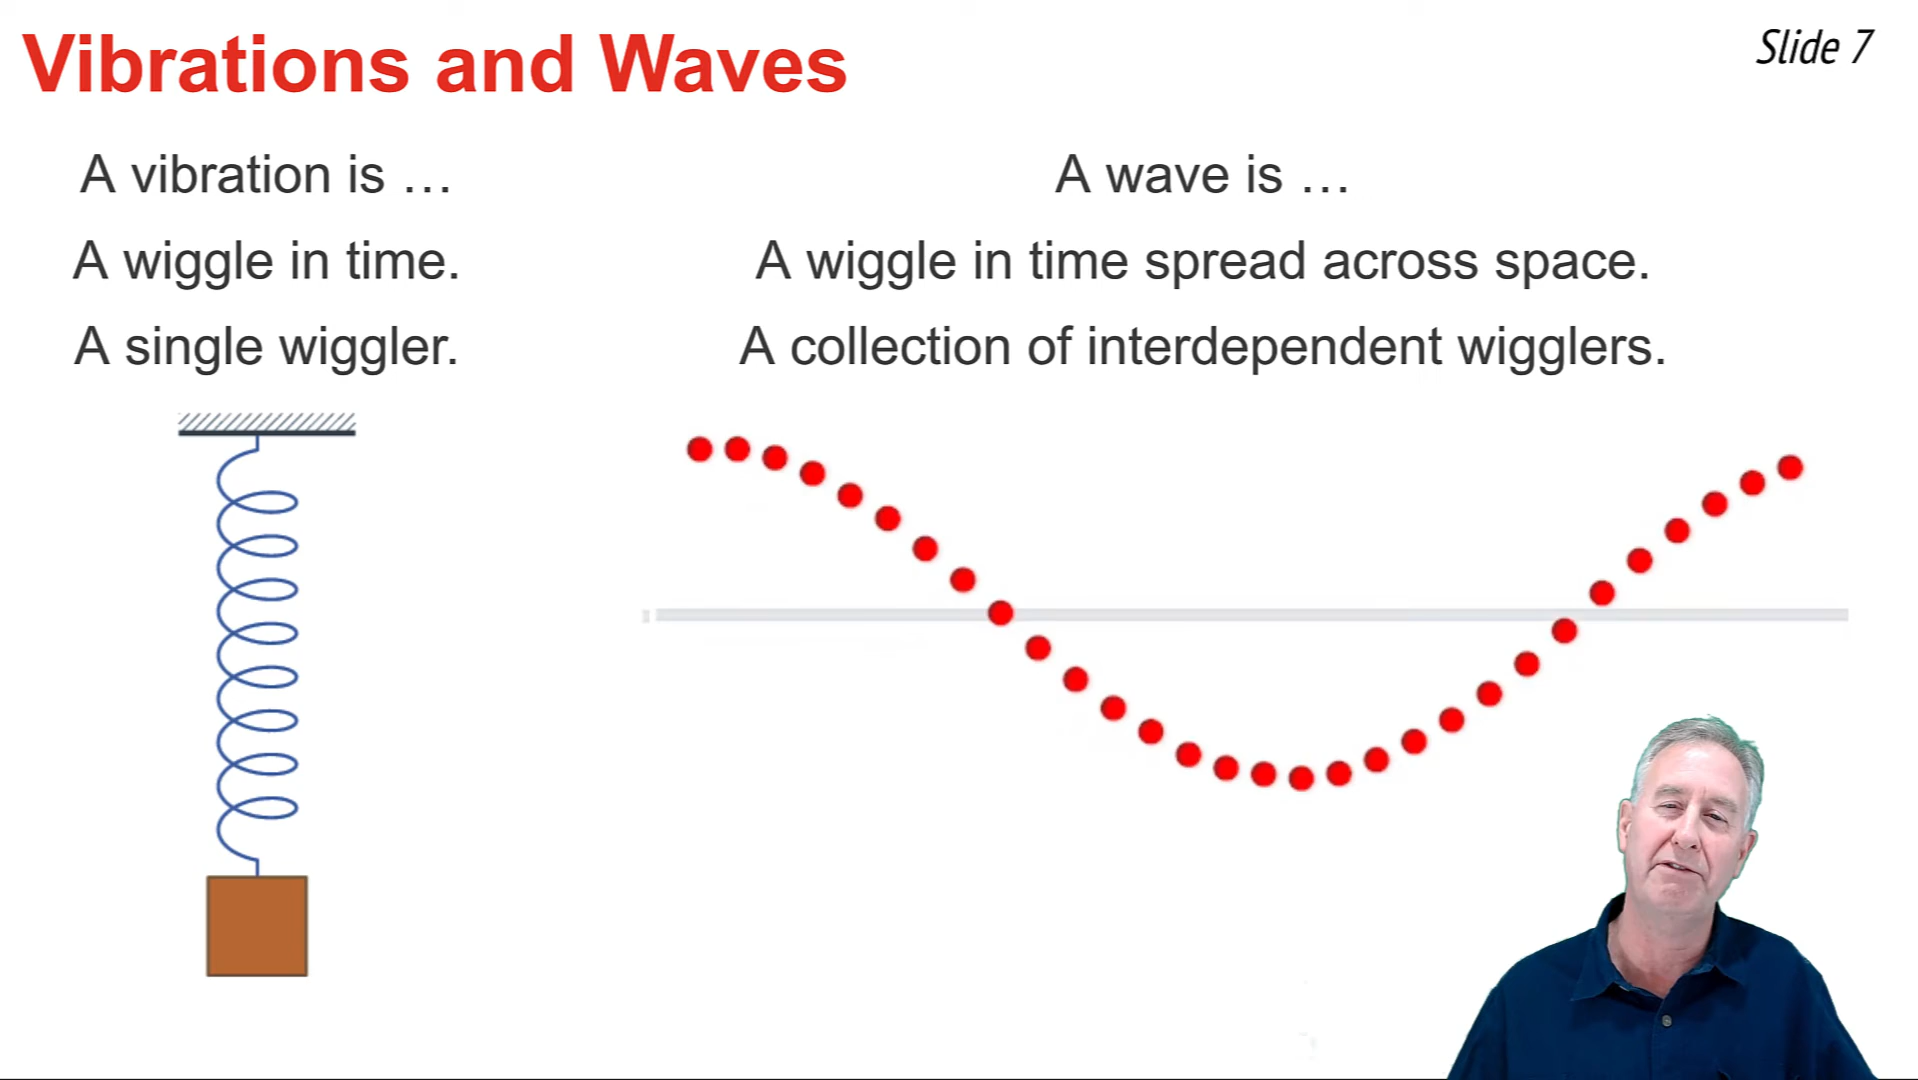 Vibrations and Waves
Slide 7
A vibration is …
A wiggle in time.
A single wiggler.
A wave is …
A wiggle in time spread across space.
A collection of interdependent wigglers.